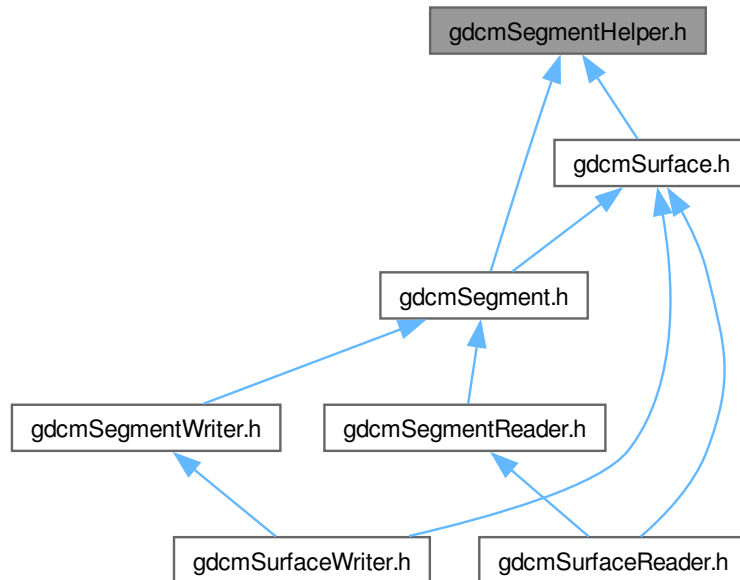 gdcmSegmentHelper.h
gdcmSurface.h
gdcmSegment.h
gdcmSegmentWriter.h
gdcmSegmentReader.h
gdcmSurfaceWriter.h
gdcmSurfaceReader.h